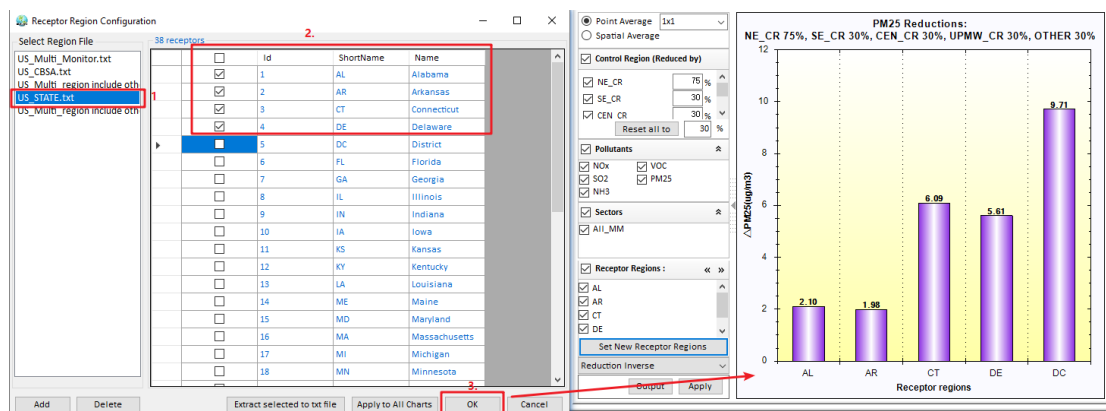 Receptor Region Configuration
Select Region File
US_Multi_Monitor.txt
US_CBSA.txt
US_Multi_region include oth
US_STATE.txt
US_Multi_region include oth
1
38 receptors
2.
Id ShortName Name
1 AL Alabama
2 AR Arkansas
3 CT Connecticut
4 DE Delaware
5 DC District
6 FL Florida
7 GA Georgia
8 IL Illinois
9 IN Indiana
10 IA Iowa
11 KS Kansas
12 KY Kentucky
13 LA Louisiana
14 ME Maine
15 MD Maryland
16 MA Massachusetts
17 MI Michigan
18 MN Minnesota
3.
Add Delete Extract selected to txt file Apply to All Charts OK Cancel
Point Average 1x1
Spatial Average
Control Region (Reduced by)
NE_CR 75 %
SE_CR 30 %
CEN_CR 30 %
Reset all to 30 %
Pollutants
NOx VOC
SO2 PM25
NH3
Sectors
All_MM
Receptor Regions : « »
AL
AR
CT
DE
Set New Receptor Regions
Reduction Inverse
Output Apply
PM25 Reductions:
NE_CR 75%, SE_CR 30%, CEN_CR 30%, UPMW_CR 30%, OTHER 30%
△PM25(ug/m3)
12
10
8
6
4
2
0
2.10
1.98
6.09
5.61
9.71
AL AR CT DE DC
Receptor regions